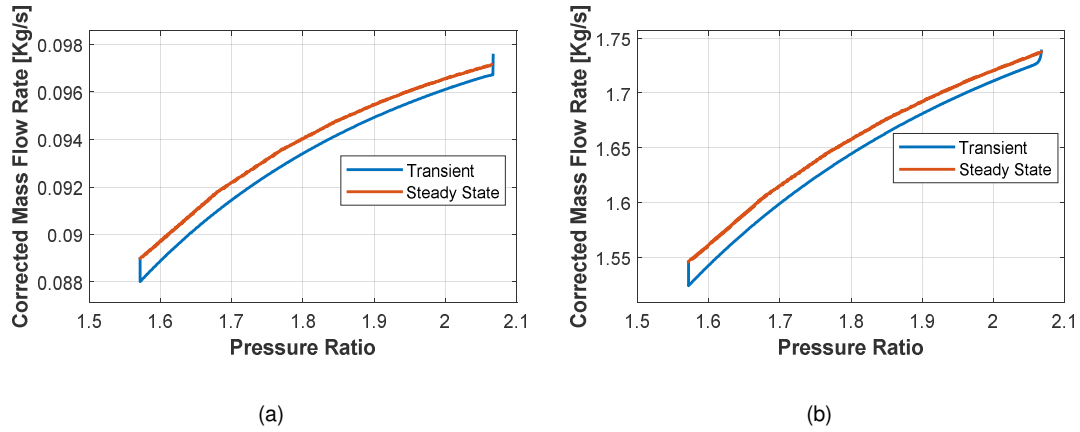 Corrected Mass Flow Rate [Kg/s]
0.098
0.096
0.094
0.092
0.09
0.088
1.5 1.6 1.7 1.8 1.9 2 2.1
Pressure Ratio
Transient
Steady State
(a)
Corrected Mass Flow Rate [Kg/s]
1.75
1.7
1.65
1.6
1.55
1.5 1.6 1.7 1.8 1.9 2 2.1
Pressure Ratio
Transient
Steady State
(b)